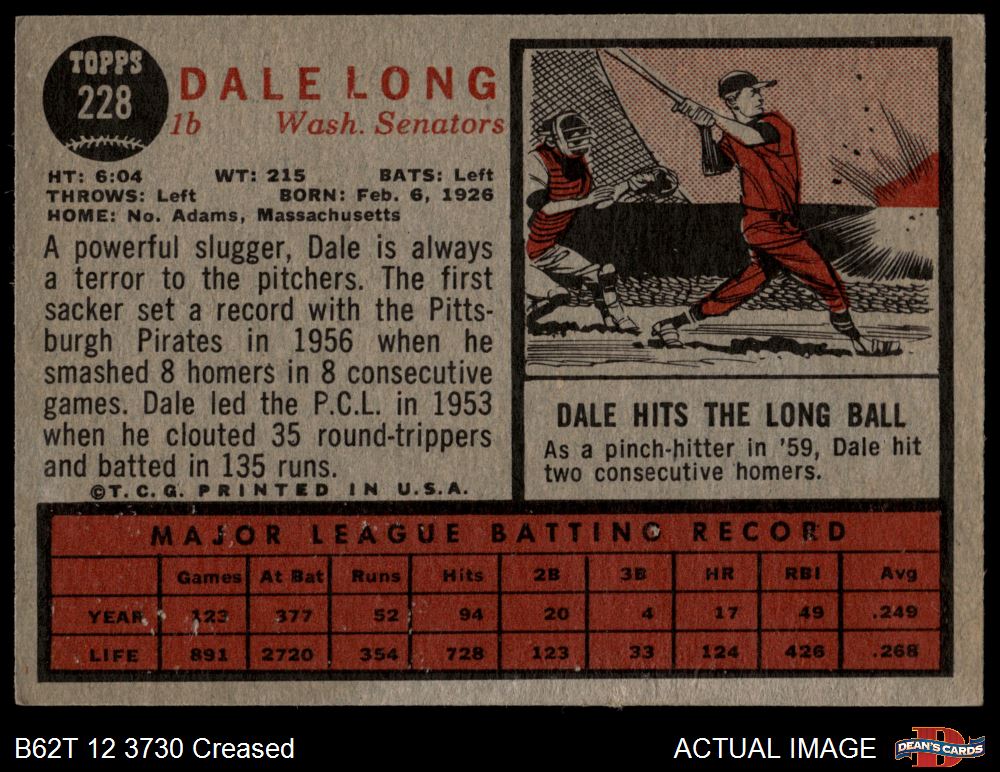 TOPPS
228
DALE LONG
1b Wash. Senators
HT: 6:04 WT: 215 BATS: Left
THROWS: Left BORN: Feb. 6, 1926
HOME: No. Adams, Massachusetts
A powerful slugger, Dale is always
a terror to the pitchers. The first
sacker set a record with the Pitts-
burgh Pirates in 1956 when he
smashed 8 homers in 8 consecutive
games. Dale led the P.C.L. in 1953
when he clouted 35 round-trippers
and batted in 135 runs.
©T.C.G. PRINTED IN U.S.A.
DALE HITS THE LONG BALL
As a pinch-hitter in '59, Dale hit
two consecutive homers.
MAJOR LEAGUE BATTING RECORD
Games At Bat Runs Hits 2B 3B HR RBI Avg
YEAR 123 377 52 94 20 4 17 49 .249
LIFE 891 2720 354 728 123 33 124 426 .268
B62T 12 3730 Creased
ACTUAL IMAGE
DEAN'S CARDS